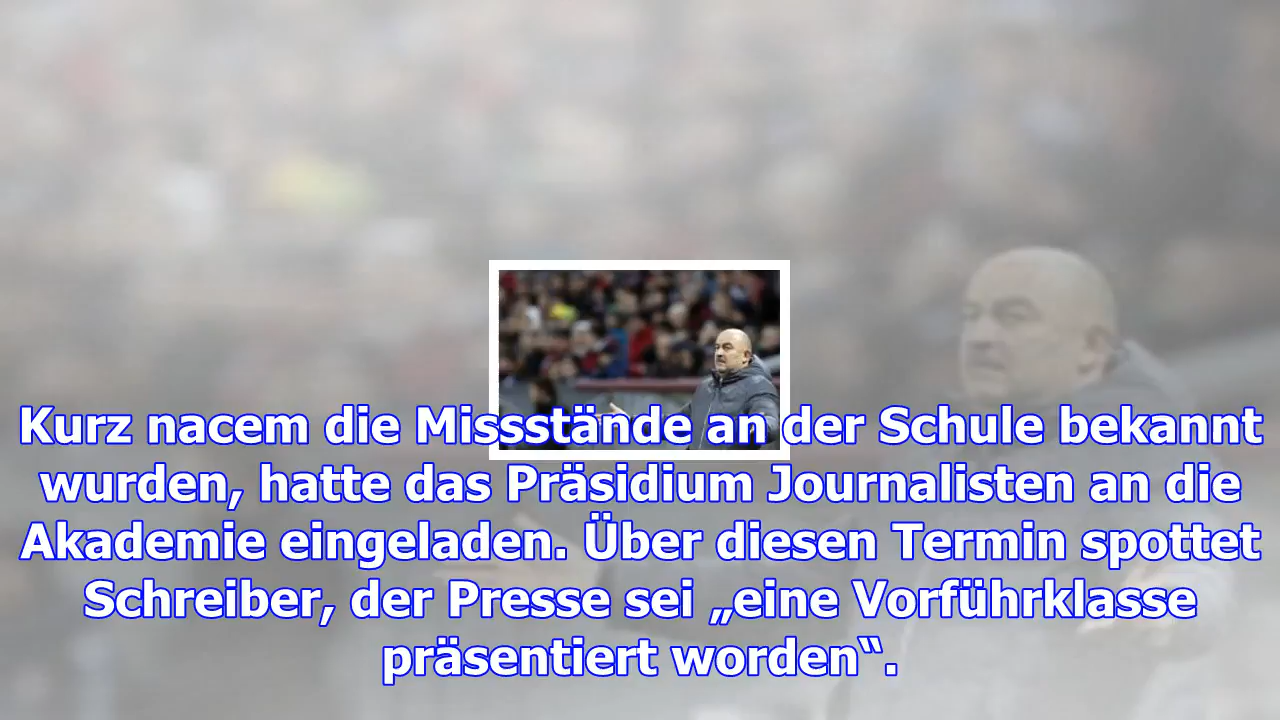 Kurz nacem die Missstände an der Schule bekannt
wurden, hatte das Präsidium Journalisten an die
Akademie eingeladen. Über diesen Termin spottet
Schreiber, der Presse sei „eine Vorführklasse
präsentiert worden“.